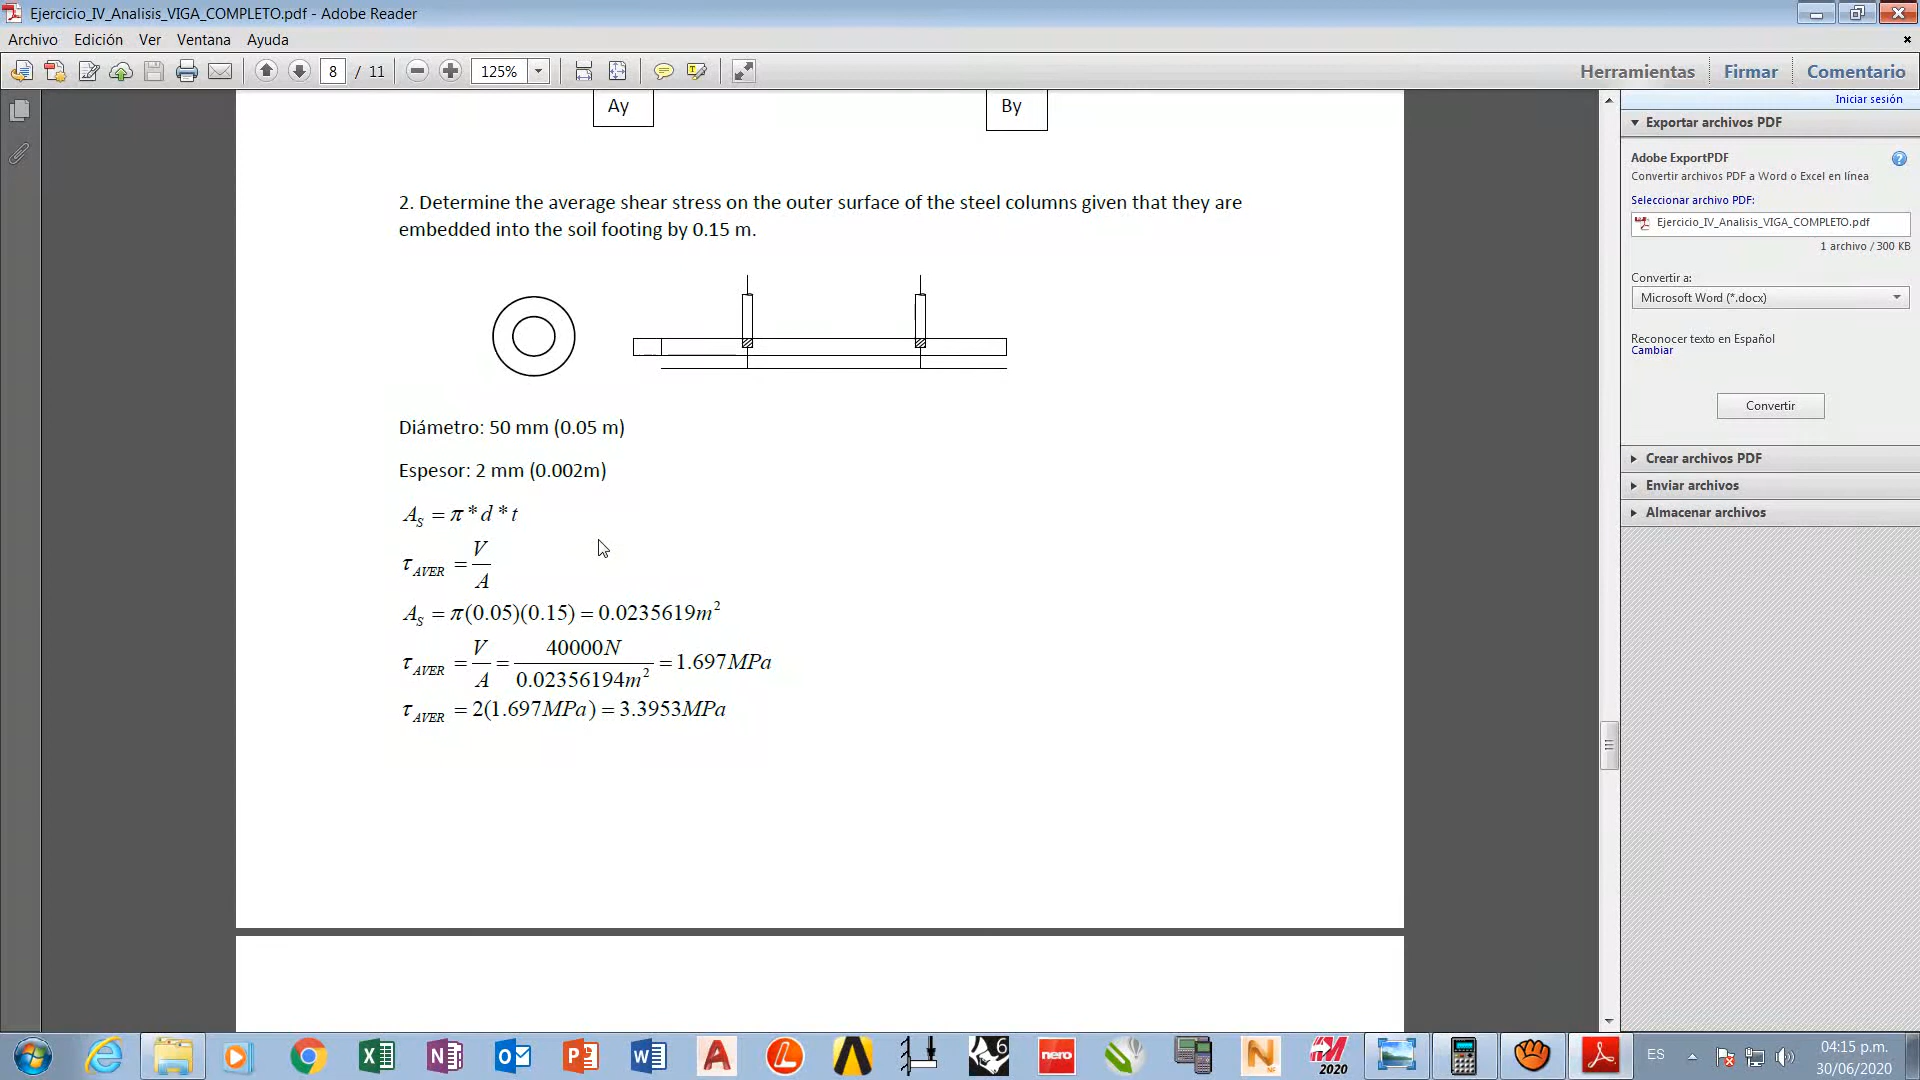 Ejercicio_IV_Analisis_VIGA_COMPLETO.pdf - Adobe Reader
Archivo Edición Ver Ventana Ayuda
8 / 11 125% Herramientas Firmar Comentario
Iniciar sesión
Exportar archivos PDF
Adobe ExportPDF
Convertir archivos PDF a Word o Excel en línea
Seleccionar archivo PDF:
Ejercicio_IV_Analisis_VIGA_COMPLETO.pdf
1 archivo / 300 KB
Convertir a:
Microsoft Word (*.docx)
Reconocer texto en Español
Cambiar
Convertir
Crear archivos PDF
Enviar archivos
Almacenar archivos
Ay By
2. Determine the average shear stress on the outer surface of the steel columns given that they are
embedded into the soil footing by 0.15 m.
Diámetro: 50 mm (0.05 m)
Espesor: 2 mm (0.002m)
A_S = π * d * t
τ_AVER = V/A
A_S = π(0.05)(0.15) = 0.0235619m²
τ_AVER = V/A = 40000N/0.02356194m² = 1.697MPa
τ_AVER = 2(1.697MPa) = 3.3953MPa
nero
6
2020
ES
04:15 p.m.
30/06/2020